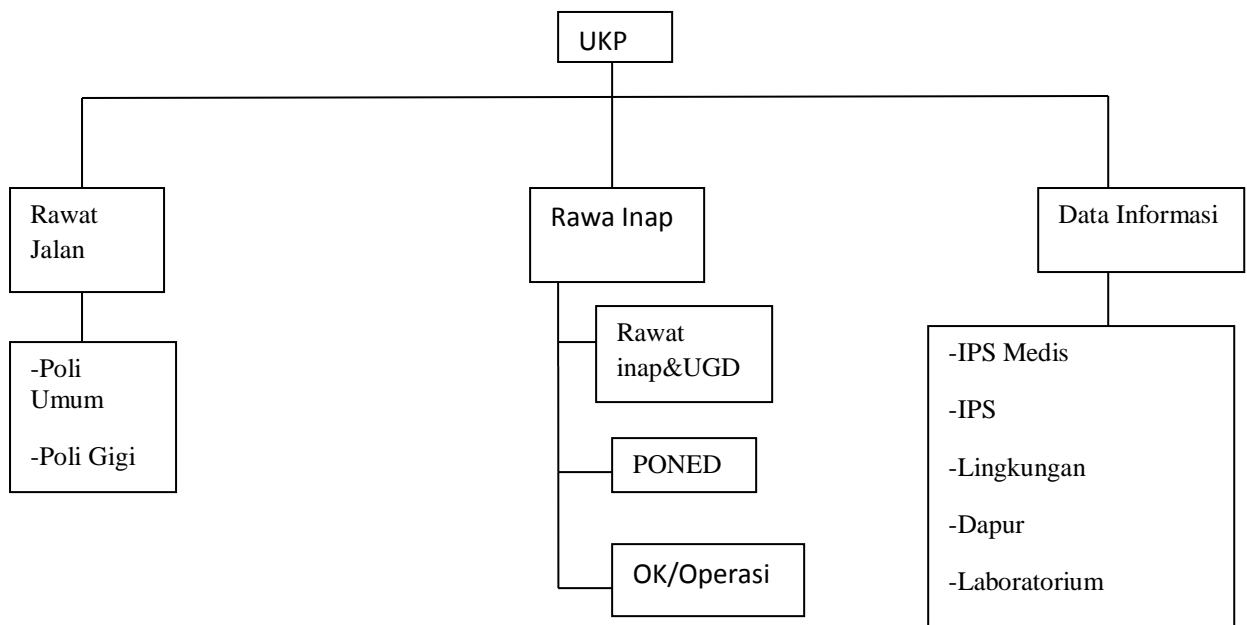 UKP
Rawat
Jalan
-Poli
Umum
-Poli Gigi
Rawa Inap
Rawat
inap&UGD
PONED
OK/Operasi
Data Informasi
-IPS Medis
-IPS
-Lingkungan
-Dapur
-Laboratorium